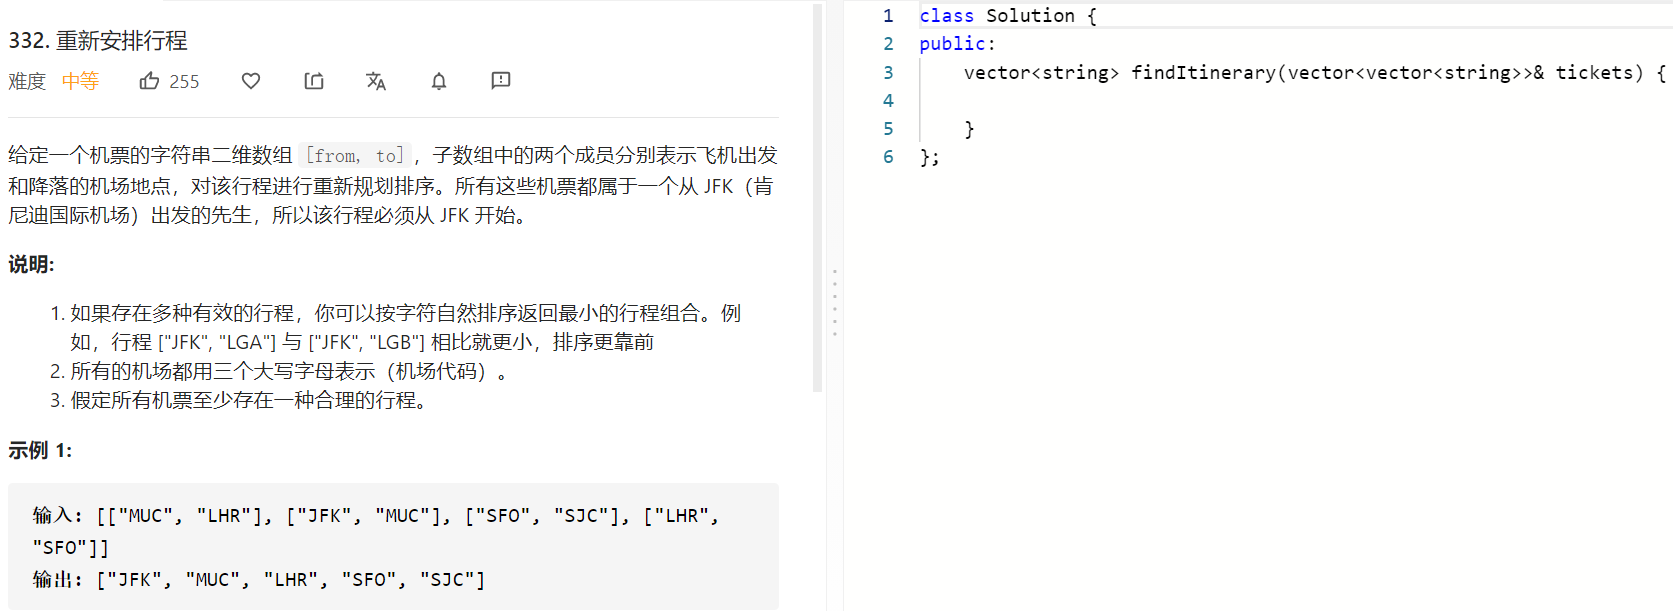 332. 重新安排行程
难度 中等 255
给定一个机票的字符串二维数组 [from, to]，子数组中的两个成员分别表示飞机出发
和降落的机场地点，对该行程进行重新规划排序。所有这些机票都属于一个从 JFK（肯
尼迪国际机场）出发的先生，所以该行程必须从 JFK 开始。
说明:
1. 如果存在多种有效的行程，你可以按字符自然排序返回最小的行程组合。例
如，行程 ["JFK", "LGA"] 与 ["JFK", "LGB"] 相比就更小，排序更靠前
2. 所有的机场都用三个大写字母表示（机场代码）。
3. 假定所有机票至少存在一种合理的行程。
示例 1:
输入: [["MUC", "LHR"], ["JFK", "MUC"], ["SFO", "SJC"], ["LHR",
"SFO"]]
输出: ["JFK", "MUC", "LHR", "SFO", "SJC"]
1 class Solution {
2 public:
3     vector<string> findItinerary(vector<vector<string>>& tickets) {
4
5     }
6 };